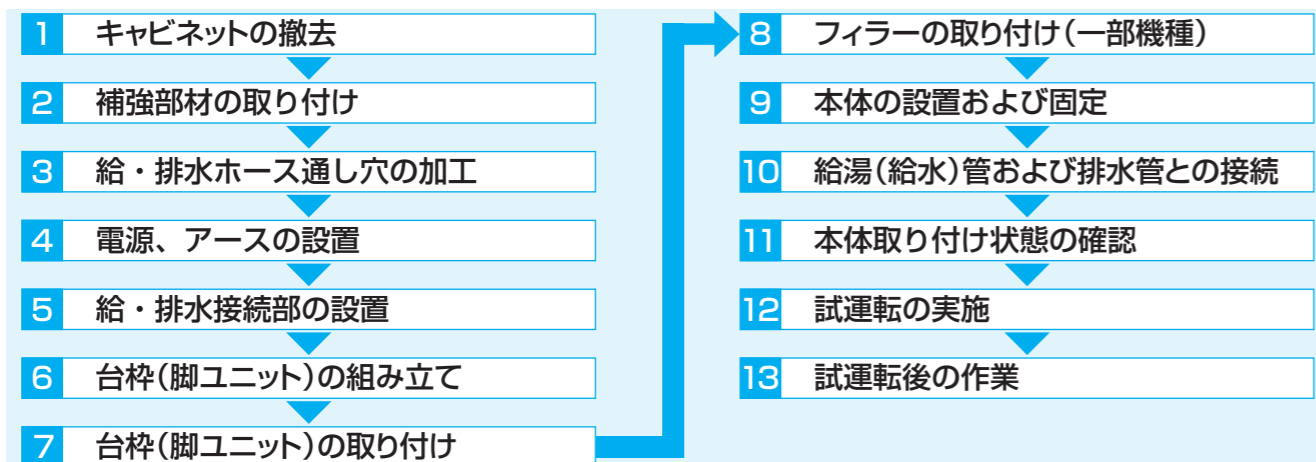 1 キャビネットの撤去
2 補強部材の取り付け
3 給・排水ホース通し穴の加工
4 電源、アースの設置
5 給・排水接続部の設置
6 台枠(脚ユニット)の組み立て
7 台枠(脚ユニット)の取り付け
8 フィラーの取り付け(一部機種)
9 本体の設置および固定
10 給湯(給水)管および排水管との接続
11 本体取り付け状態の確認
12 試運転の実施
13 試運転後の作業